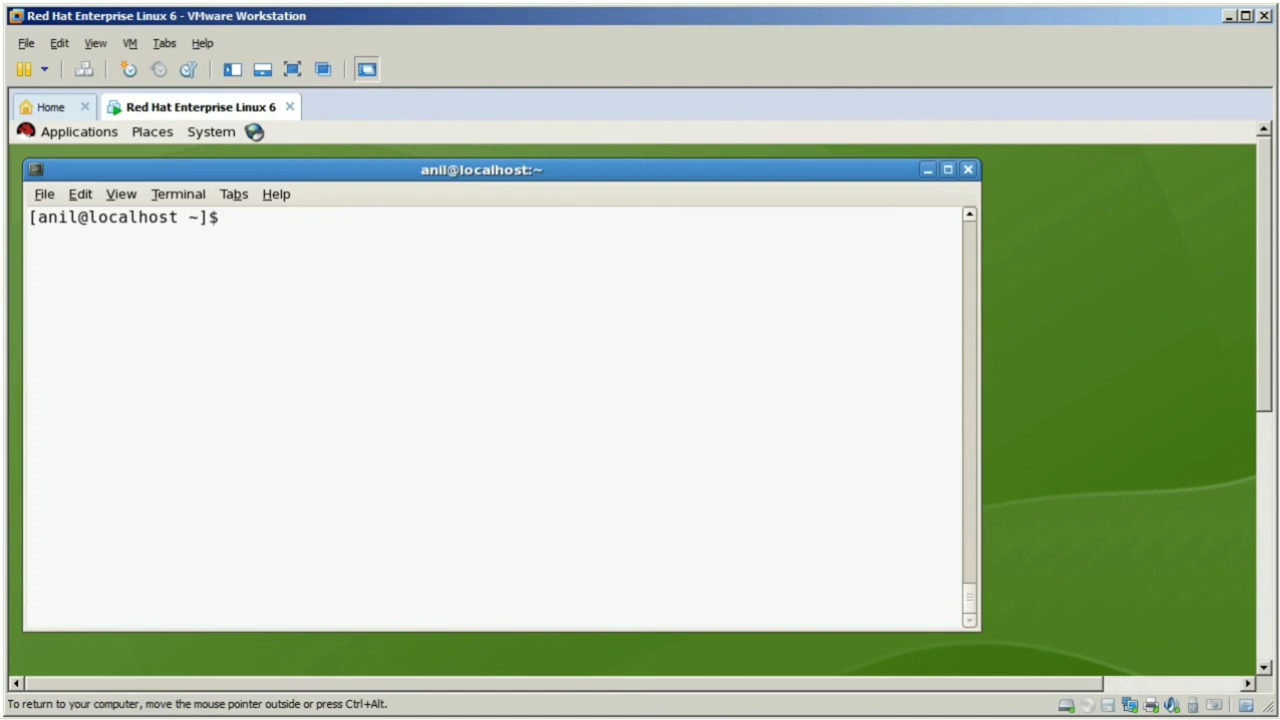 Red Hat Enterprise Linux 6 - VMware Workstation
File Edit View VM Tabs Help
Home Red Hat Enterprise Linux 6
Applications Places System
anil@localhost:~
File Edit View Terminal Tabs Help
[anil@localhost ~]$
To return to your computer, move the mouse pointer outside or press Ctrl+Alt.